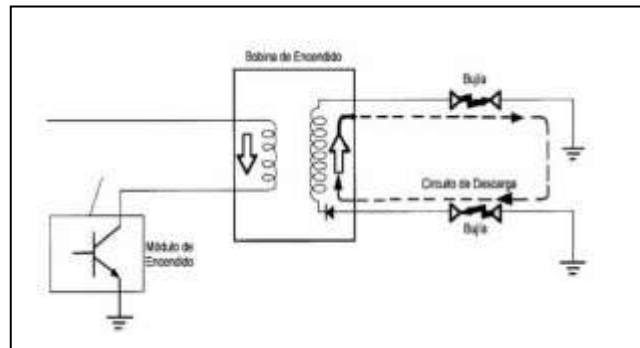 Bobina de Encendido
Bujía
Circuito de Descarga
Bujía
Módulo de
Encendido